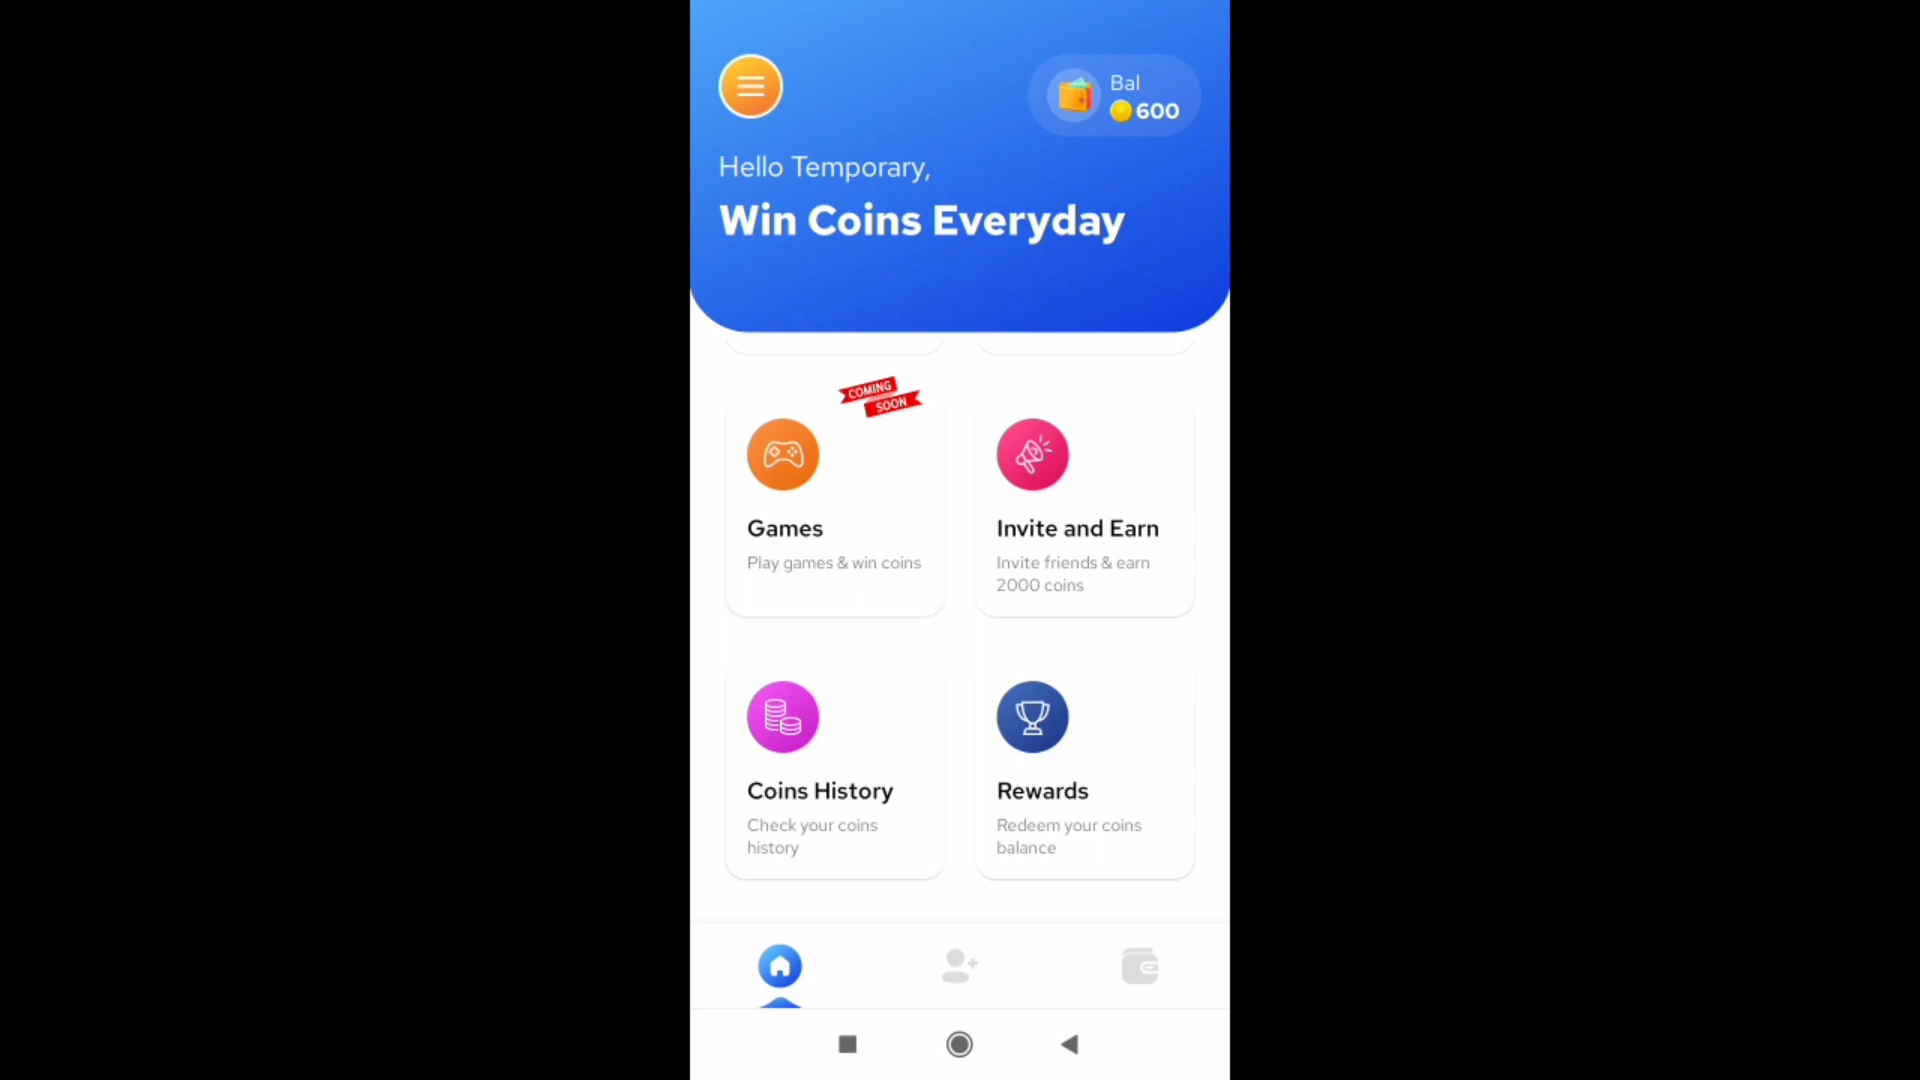 Bal
600
Hello Temporary,
Win Coins Everyday
COMING
SOON
Games
Play games & win coins
Invite and Earn
Invite friends & earn
2000 coins
Coins History
Check your coins
history
Rewards
Redeem your coins
balance